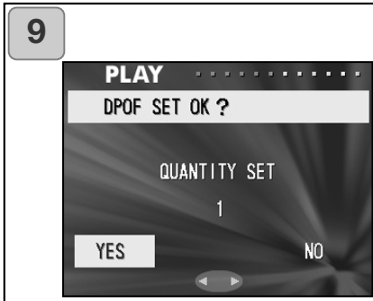 9
PLAY
DPOF SET OK ?
QUANTITY SET
1
YES NO